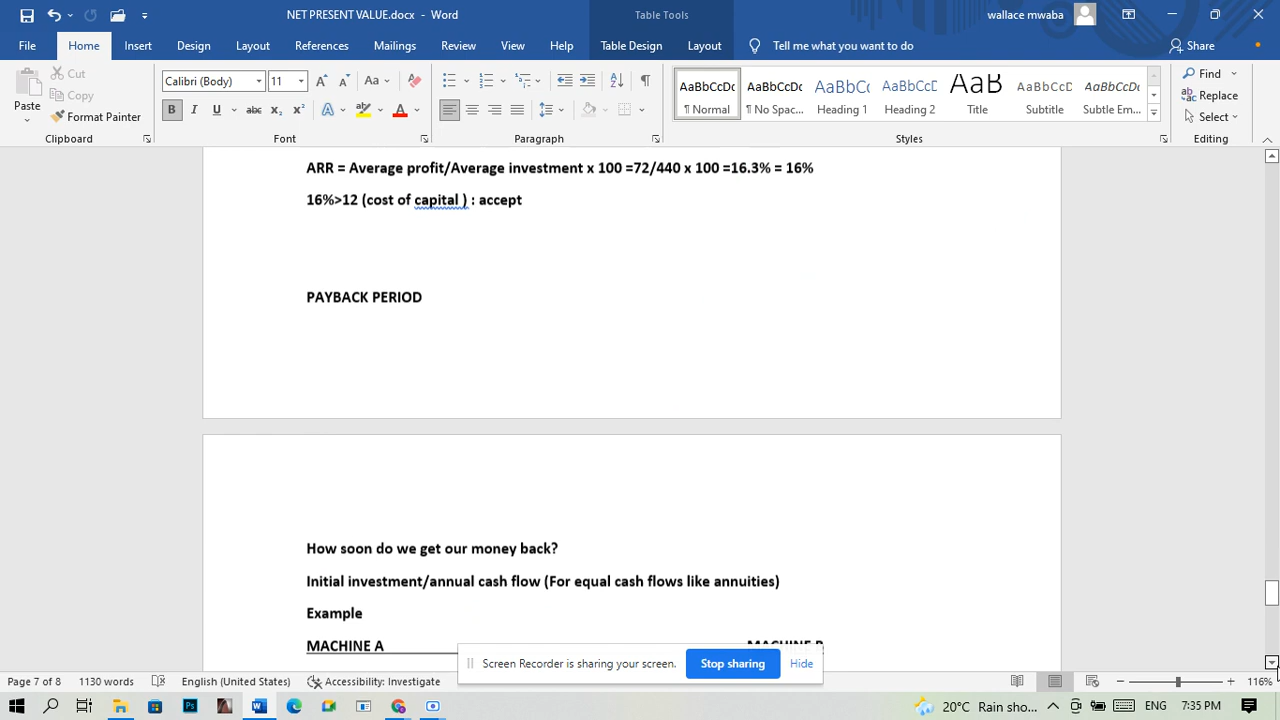 NET PRESENT VALUE.docx - Word
Table Tools
wallace mwaba
File Home Insert Design Layout References Mailings Review View Help Table Design Layout Tell me what you want to do Share
Paste
Cut
Copy
Format Painter
Clipboard
Calibri (Body) 11
Font
Paragraph
AaBbCcDc AaBbCcDc AaBbCc AaBbCcD AaB AaBbCcD AaBbCcDc
¶ Normal ¶ No Spac... Heading 1 Heading 2 Title Subtitle Subtle Em...
Styles
Find
Replace
Select
Editing
ARR = Average profit/Average investment x 100 =72/440 x 100 =16.3% = 16%
16%>12 (cost of capital ) : accept
PAYBACK PERIOD
How soon do we get our money back?
Initial investment/annual cash flow (For equal cash flows like annuities)
Example
MACHINE A MACHINE B
Screen Recorder is sharing your screen. Stop sharing Hide
Page 7 of 8 1130 words English (United States) Accessibility: Investigate 116%
20°C Rain sho... ENG 7:35 PM